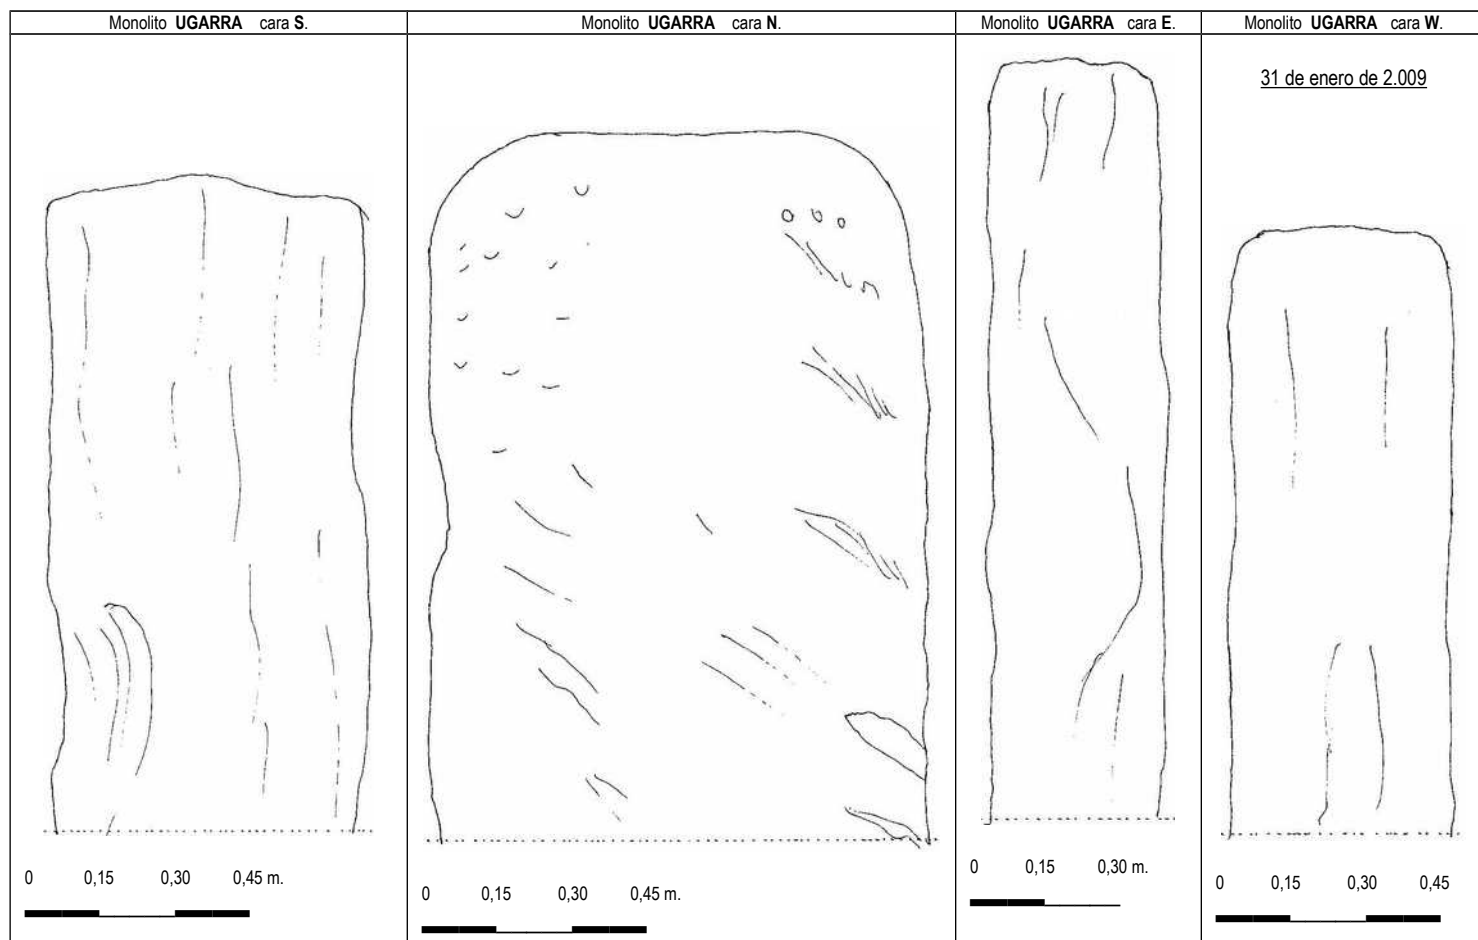 Monolito UGARRA cara S.
Monolito UGARRA cara N.
Monolito UGARRA cara E.
Monolito UGARRA cara W.
31 de enero de 2.009
0 0,15 0,30 0,45 m.
0 0,15 0,30 0,45 m.
0 0,15 0,30 m.
0 0,15 0,30 0,45